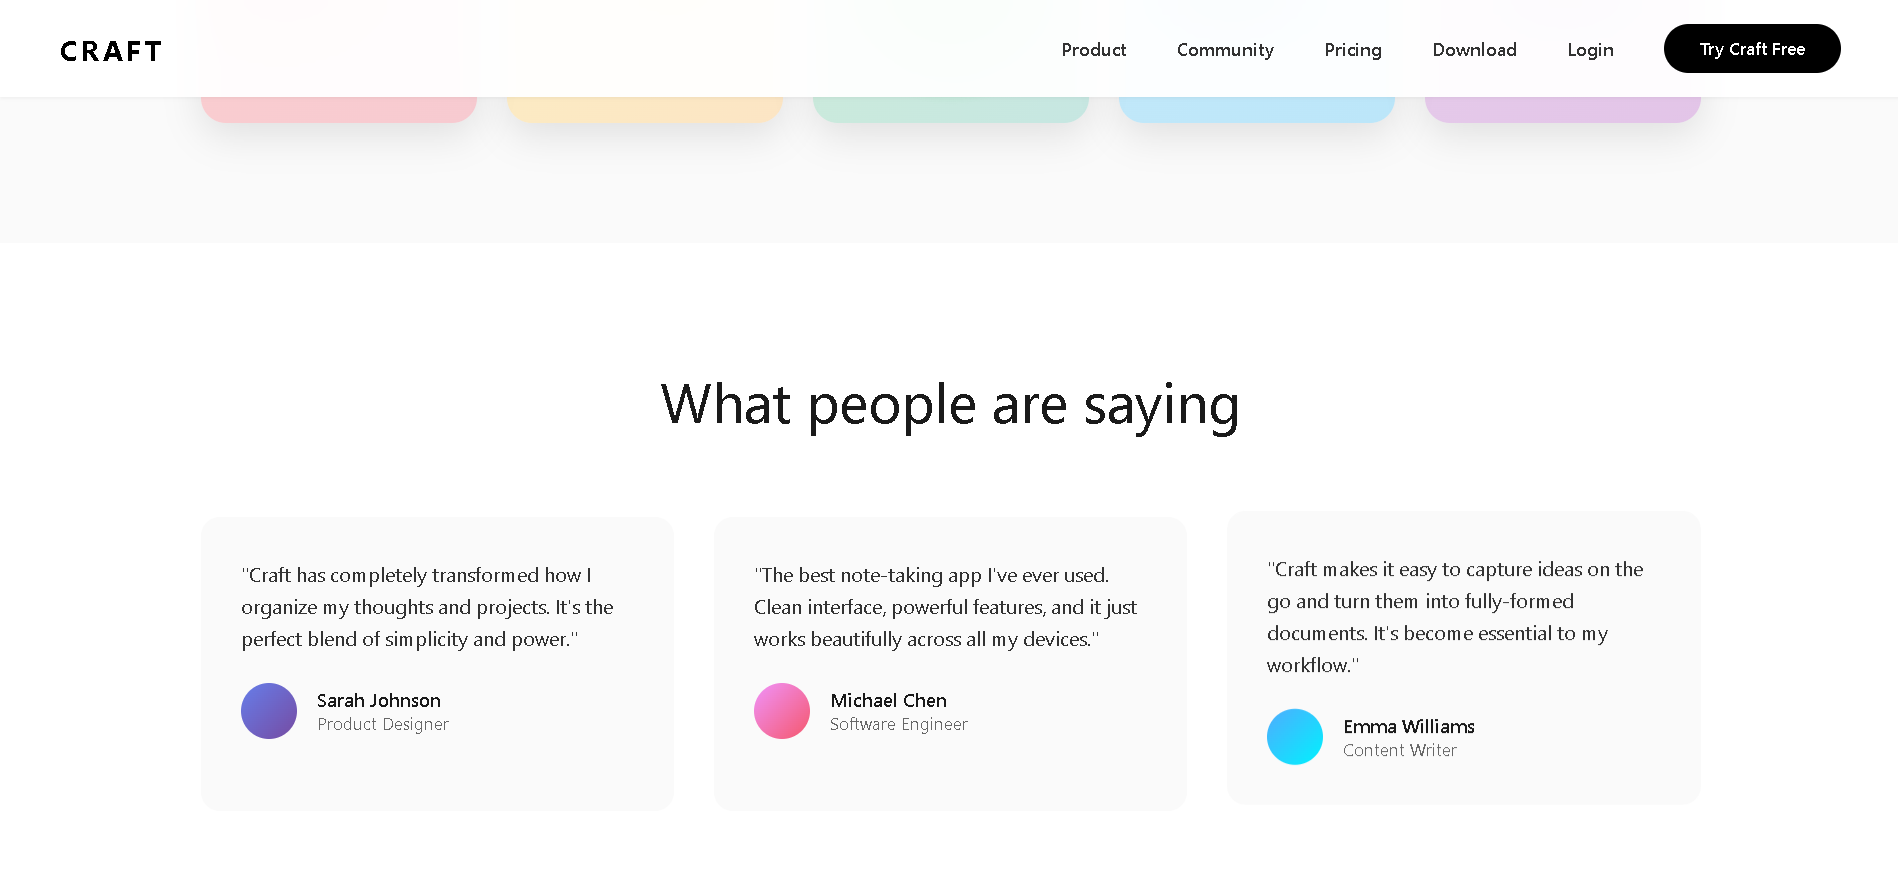 CRAFT
Product
Community
Pricing
Download
Login
Try Craft Free
What people are saying
"Craft has completely transformed how I
organize my thoughts and projects. It's the
perfect blend of simplicity and power."
Sarah Johnson
Product Designer
"The best note-taking app I've ever used.
Clean interface, powerful features, and it just
works beautifully across all my devices."
Michael Chen
Software Engineer
"Craft makes it easy to capture ideas on the
go and turn them into fully-formed
documents. It's become essential to my
workflow."
Emma Williams
Content Writer